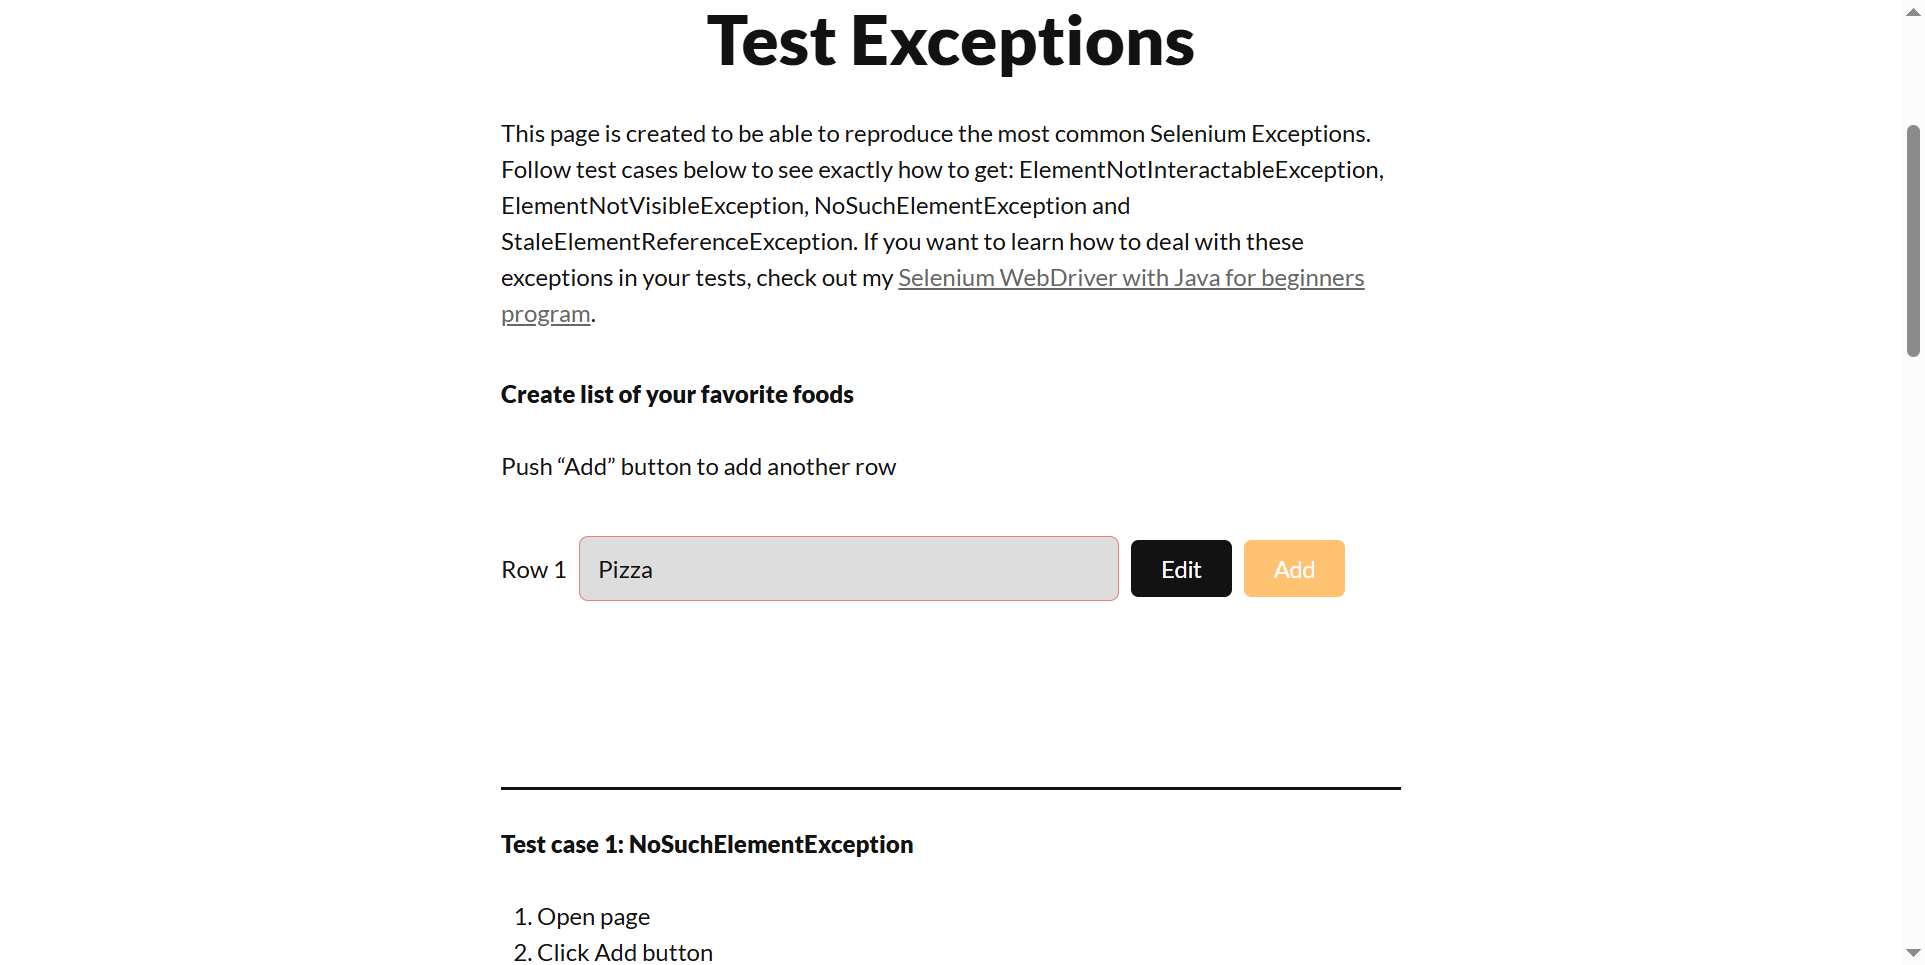 Test Exceptions
This page is created to be able to reproduce the most common Selenium Exceptions.
Follow test cases below to see exactly how to get: ElementNotInteractableException,
ElementNotVisibleException, NoSuchElementException and
StaleElementReferenceException. If you want to learn how to deal with these
exceptions in your tests, check out my Selenium WebDriver with Java for beginners
program.
Create list of your favorite foods
Push “Add” button to add another row
Row 1 Pizza Edit Add
Test case 1: NoSuchElementException
1. Open page
2. Click Add button